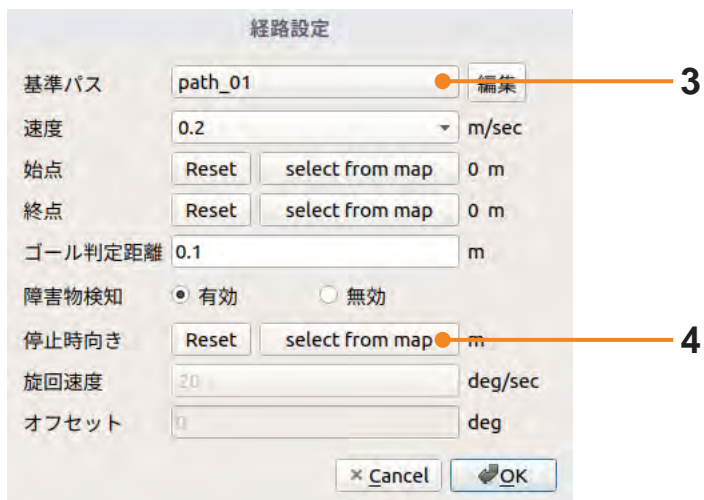 経路設定
基準パス path_01 編集 3
速度 0.2 m/sec
始点 Reset select from map 0 m
終点 Reset select from map 0 m
ゴール判定距離 0.1 m
障害物検知 有効 無効
停止時向き Reset select from map m 4
旋回速度 20 deg/sec
オフセット 0 deg
Cancel OK